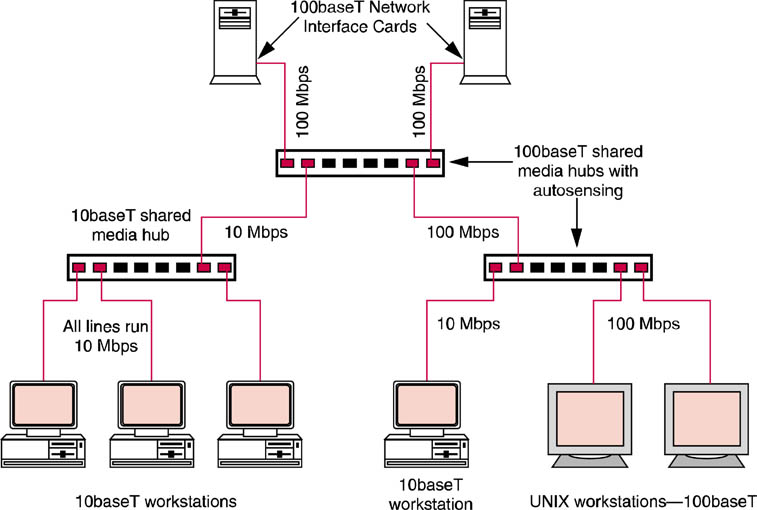 100baseT Network
Interface Cards
100 Mbps
100 Mbps
100baseT shared
media hubs with
autosensing
10baseT shared
media hub
10 Mbps
100 Mbps
All lines run
10 Mbps
10 Mbps
100 Mbps
10baseT workstations
10baseT
workstation
UNIX workstations—100baseT